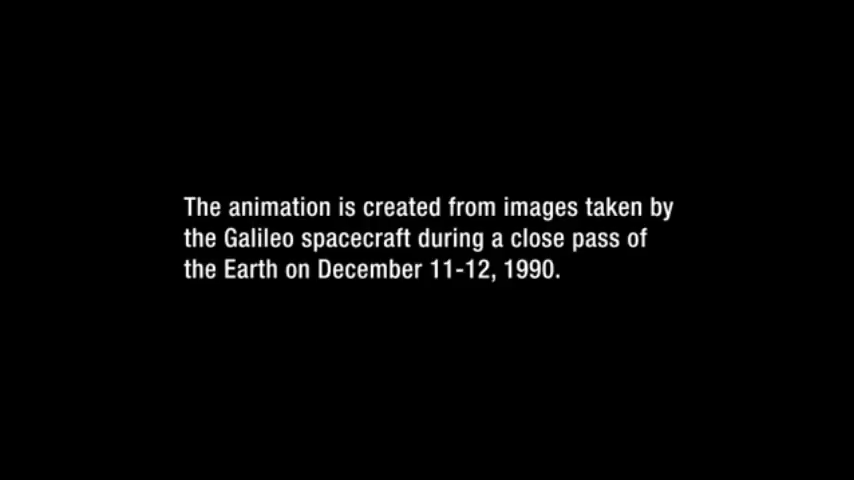 The animation is created from images taken by
the Galileo spacecraft during a close pass of
the Earth on December 11-12, 1990.